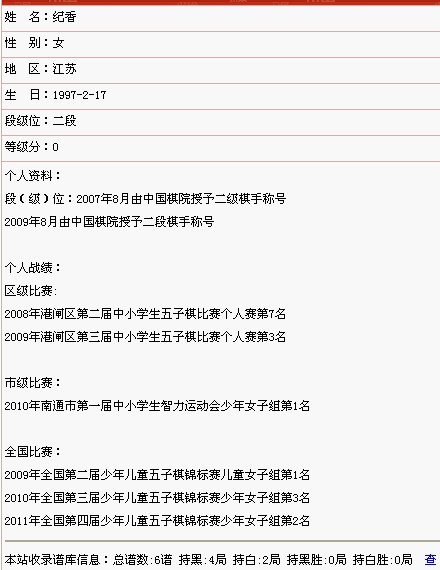 姓　名：纪香
性　别：女
地　区：江苏
生　日：1997-2-17
段级位：二段
等级分：0
个人资料：
段（级）位：2007年8月由中国棋院授予二级棋手称号
2009年8月由中国棋院授予二段棋手称号
个人战绩：
区级比赛:
2008年港闸区第二届中小学生五子棋比赛个人赛第7名
2009年港闸区第三届中小学生五子棋比赛个人赛第3名
市级比赛：
2010年南通市第一届中小学生智力运动会少年女子组第1名
全国比赛：
2009年全国第二届少年儿童五子棋锦标赛儿童女子组第1名
2010年全国第三届少年儿童五子棋锦标赛少年女子组第3名
2011年全国第四届少年儿童五子棋锦标赛少年女子组第2名
本站收录谱库信息：总谱数:6谱 持黑:4局 持白:2局 持黑胜:0局 持白胜:0局 查